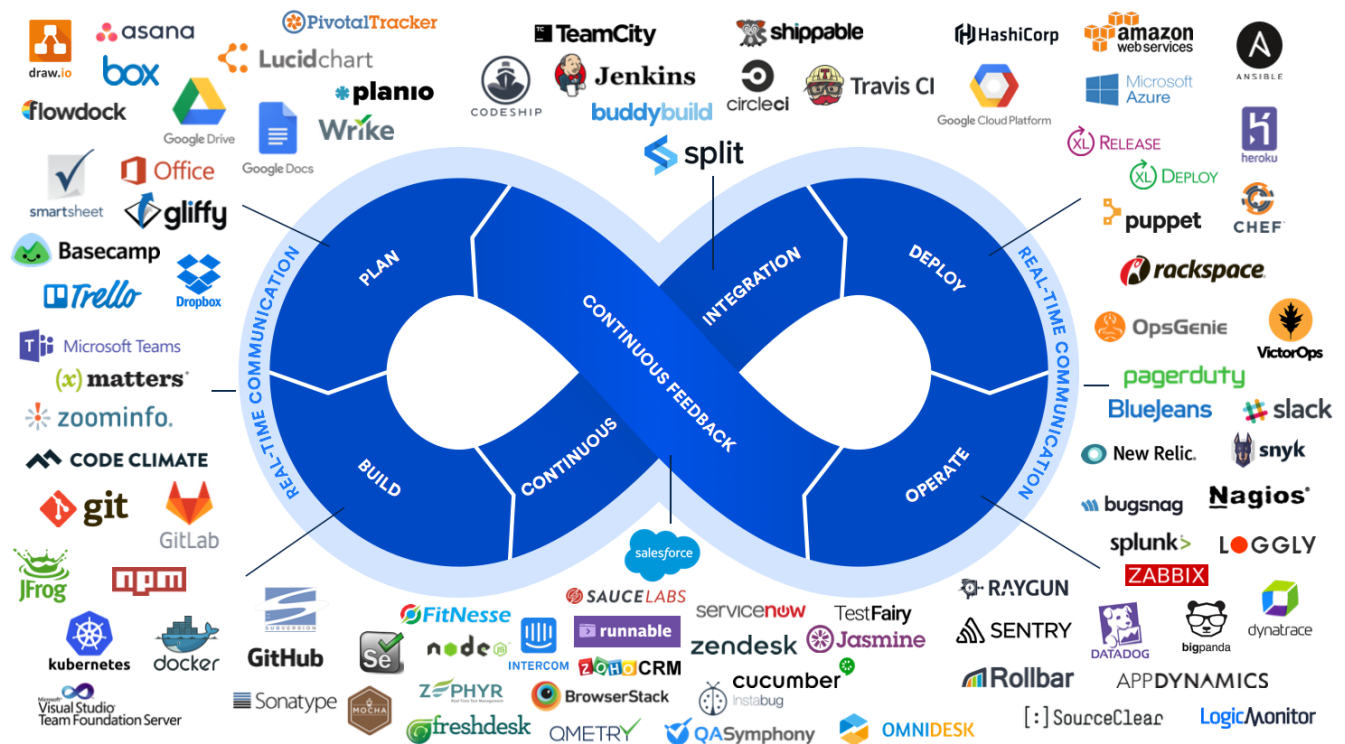 draw.io
asana
PivotalTracker
box
Lucidchart
flowdock
Google Drive
planio
Google Docs
Wrike
smartsheet
Office
gliffy
Basecamp
Trello
Dropbox
TC
TeamCity
shippable
CODESHIP
Jenkins
buddybuild
circleci
Travis CI
split
HashiCorp
amazon
web services
ANSIBLE
Google Cloud Platform
Microsoft
Azure
XL RELEASE
heroku
XL DEPLOY
puppet
CHEF
rackspace
REAL-TIME COMMUNICATION
PLAN
CONTINUOUS FEEDBACK
INTEGRATION
DEPLOY
REAL-TIME COMMUNICATION
BUILD
CONTINUOUS
OPERATE
T
Microsoft Teams
(x) matters
zoominfo.
OpsGenie
VictorOps
pagerduty
BlueJeans
slack
CODE CLIMATE
git
GitLab
JFrog
npm
kubernetes
docker
SUBVERSION
GitHub
Microsoft
Visual Studio
Team Foundation Server
Sonatype
New Relic.
snyk
bugsnag
Nagios
splunk>
LOGGLY
ZABBIX
RAYGUN
SENTRY
DATADOG
bigpanda
dynatrace
Rollbar
APPDYNAMICS
[:] SourceClear
LogicMonitor
salesforce
SAUCELABS
FitNesse
servicenow
TestFairy
Se
node JS
INTERCOM
runnable
zendesk
Jasmine
ZOHO CRM
cucumber
MOCHA
ZEPHYR
BrowserStack
instabug
freshdesk
QMETRY
QASymphony
OMNIDESK